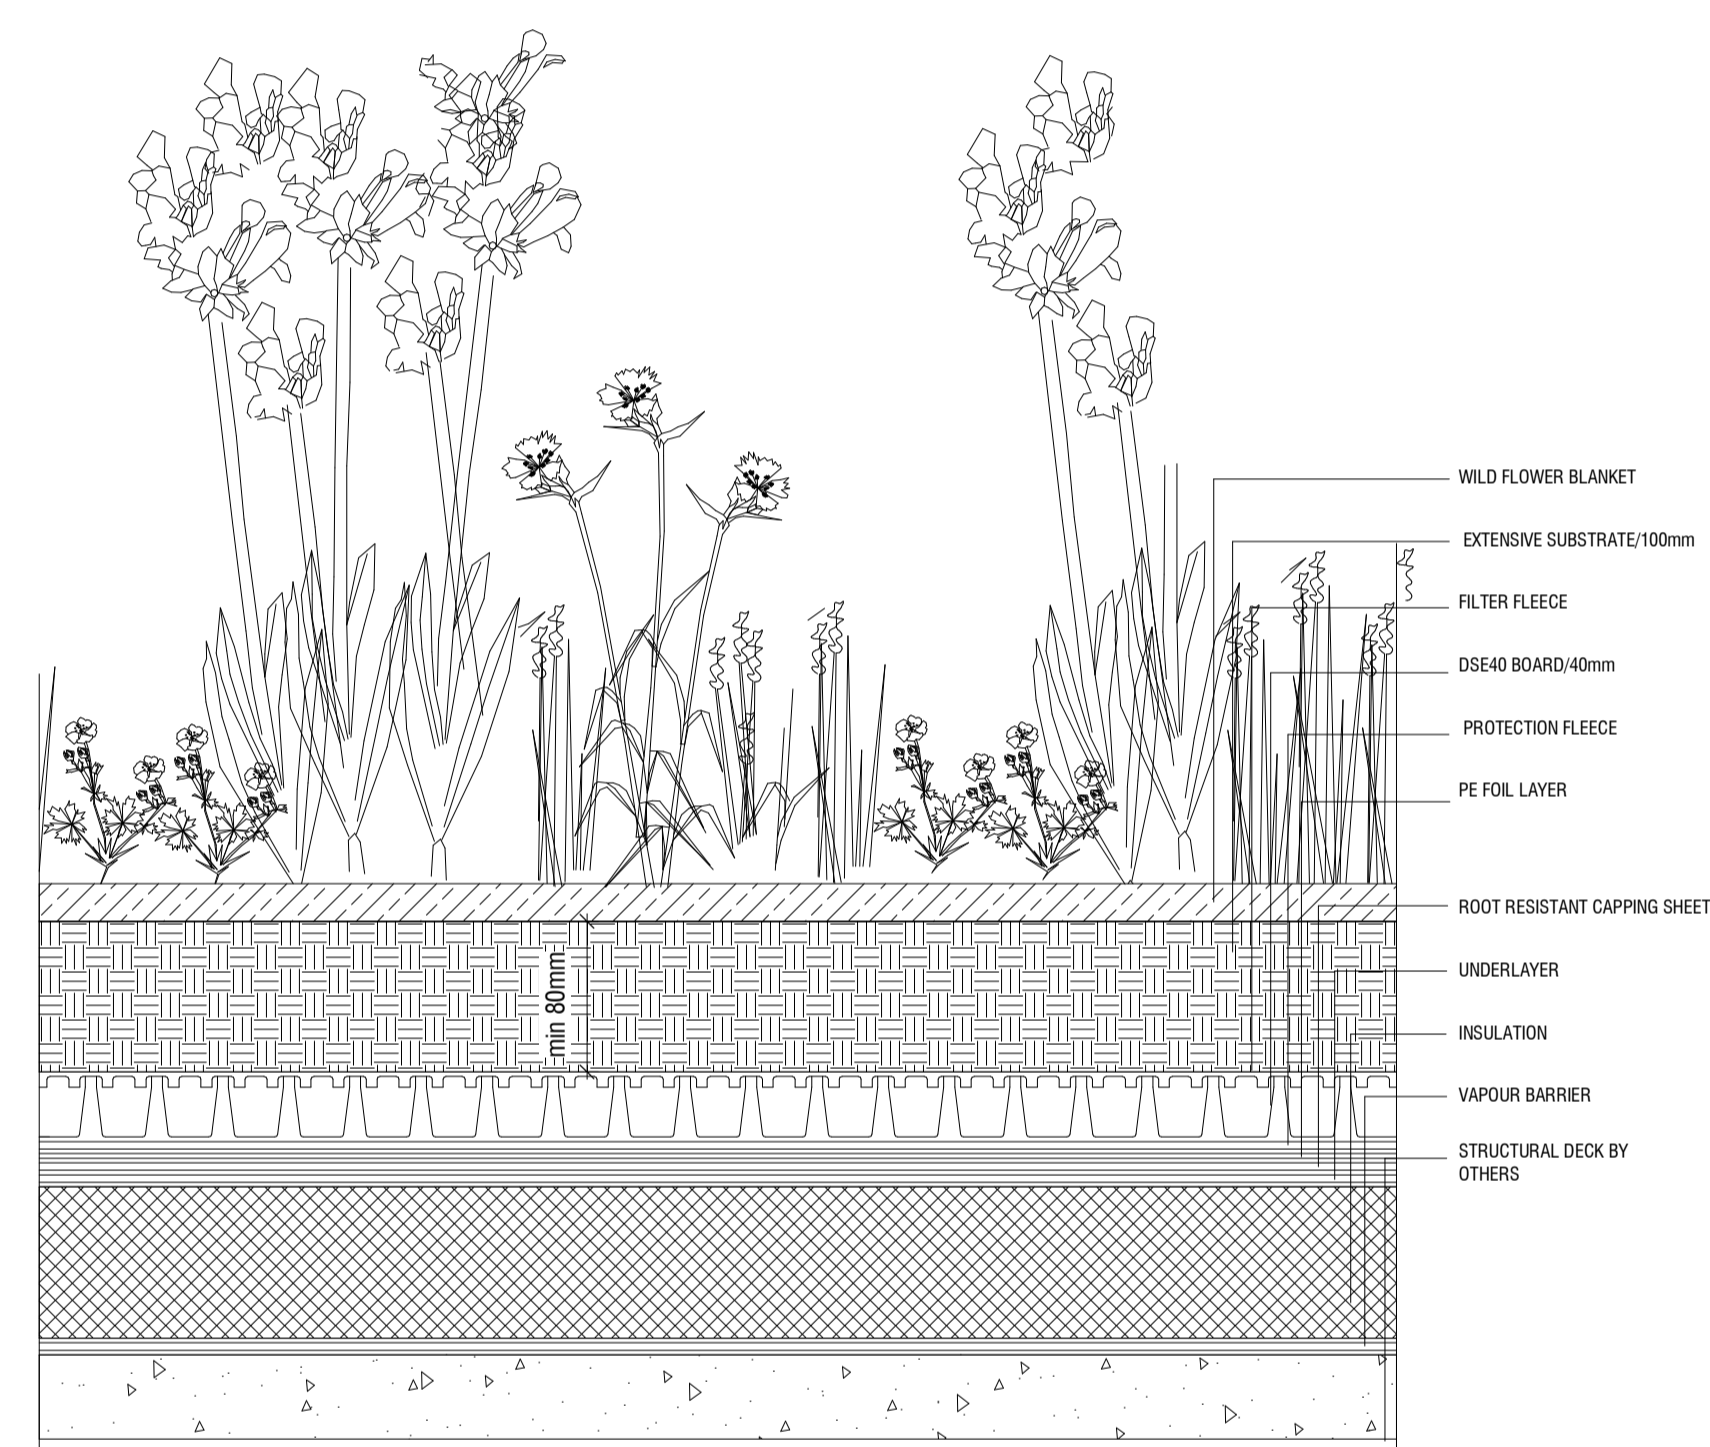 WILD FLOWER BLANKET
EXTENSIVE SUBSTRATE/100mm
FILTER FLEECE
DSE40 BOARD/40mm
PROTECTION FLEECE
PE FOIL LAYER
ROOT RESISTANT CAPPING SHEET
UNDERLAYER
min 80mm
INSULATION
VAPOUR BARRIER
STRUCTURAL DECK BY
OTHERS